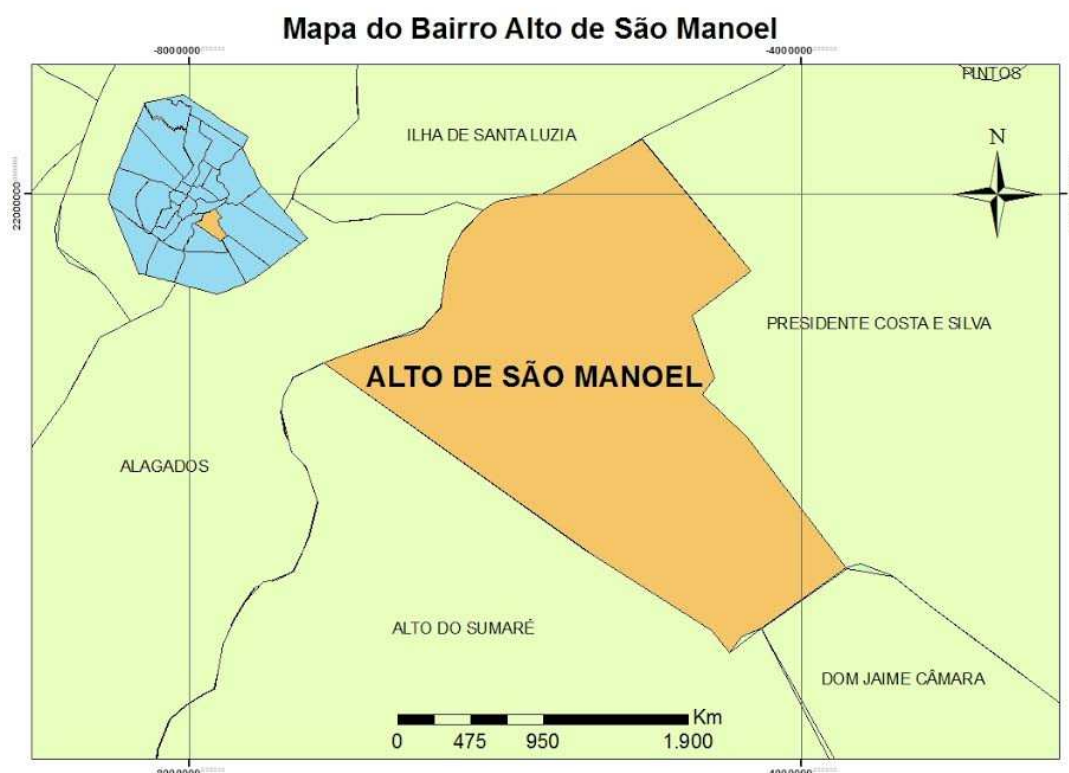 Mapa do Bairro Alto de São Manoel
-8000000
-4000000
PINTOS
ILHA DE SANTA LUZIA
N
22000000
PRESIDENTE COSTA E SILVA
ALTO DE SÃO MANOEL
ALAGADOS
ALTO DO SUMARÉ
DOM JAIME CÂMARA
Km
0 475 950 1.900